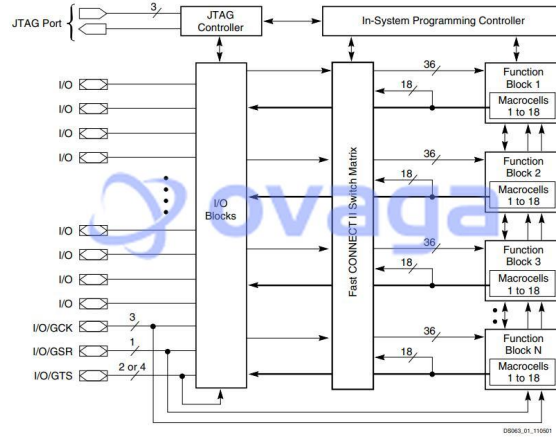 JTAG Port
3
JTAG
Controller
In-System Programming Controller
I/O
I/O
I/O
I/O
I/O
I/O
I/O
I/O
I/O/GCK
3
I/O/GSR
1
I/O/GTS
2 or 4
I/O
Blocks
Fast CONNECT II Switch Matrix
36
18
Function
Block 1
Macrocells
1 to 18
36
18
Function
Block 2
Macrocells
1 to 18
36
18
Function
Block 3
Macrocells
1 to 18
36
18
Function
Block N
Macrocells
1 to 18
ovaga
DS063_01_110501